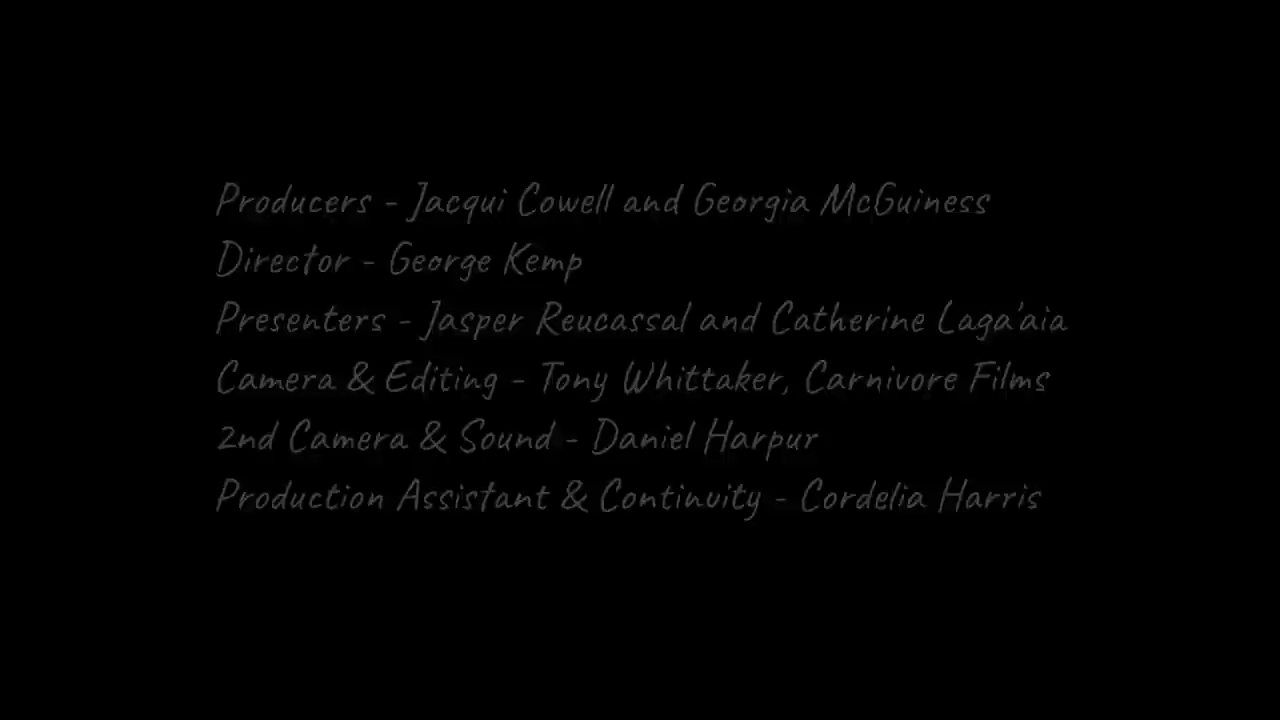 Producers - Jacqui Cowell and Georgia McGuiness
Director - George Kemp
Presenters - Jasper Reucassal and Catherine Laga'aia
Camera & Editing - Tony Whittaker, Carnivore Films
2nd Camera & Sound - Daniel Harpur
Production Assistant & Continuity - Cordelia Harris